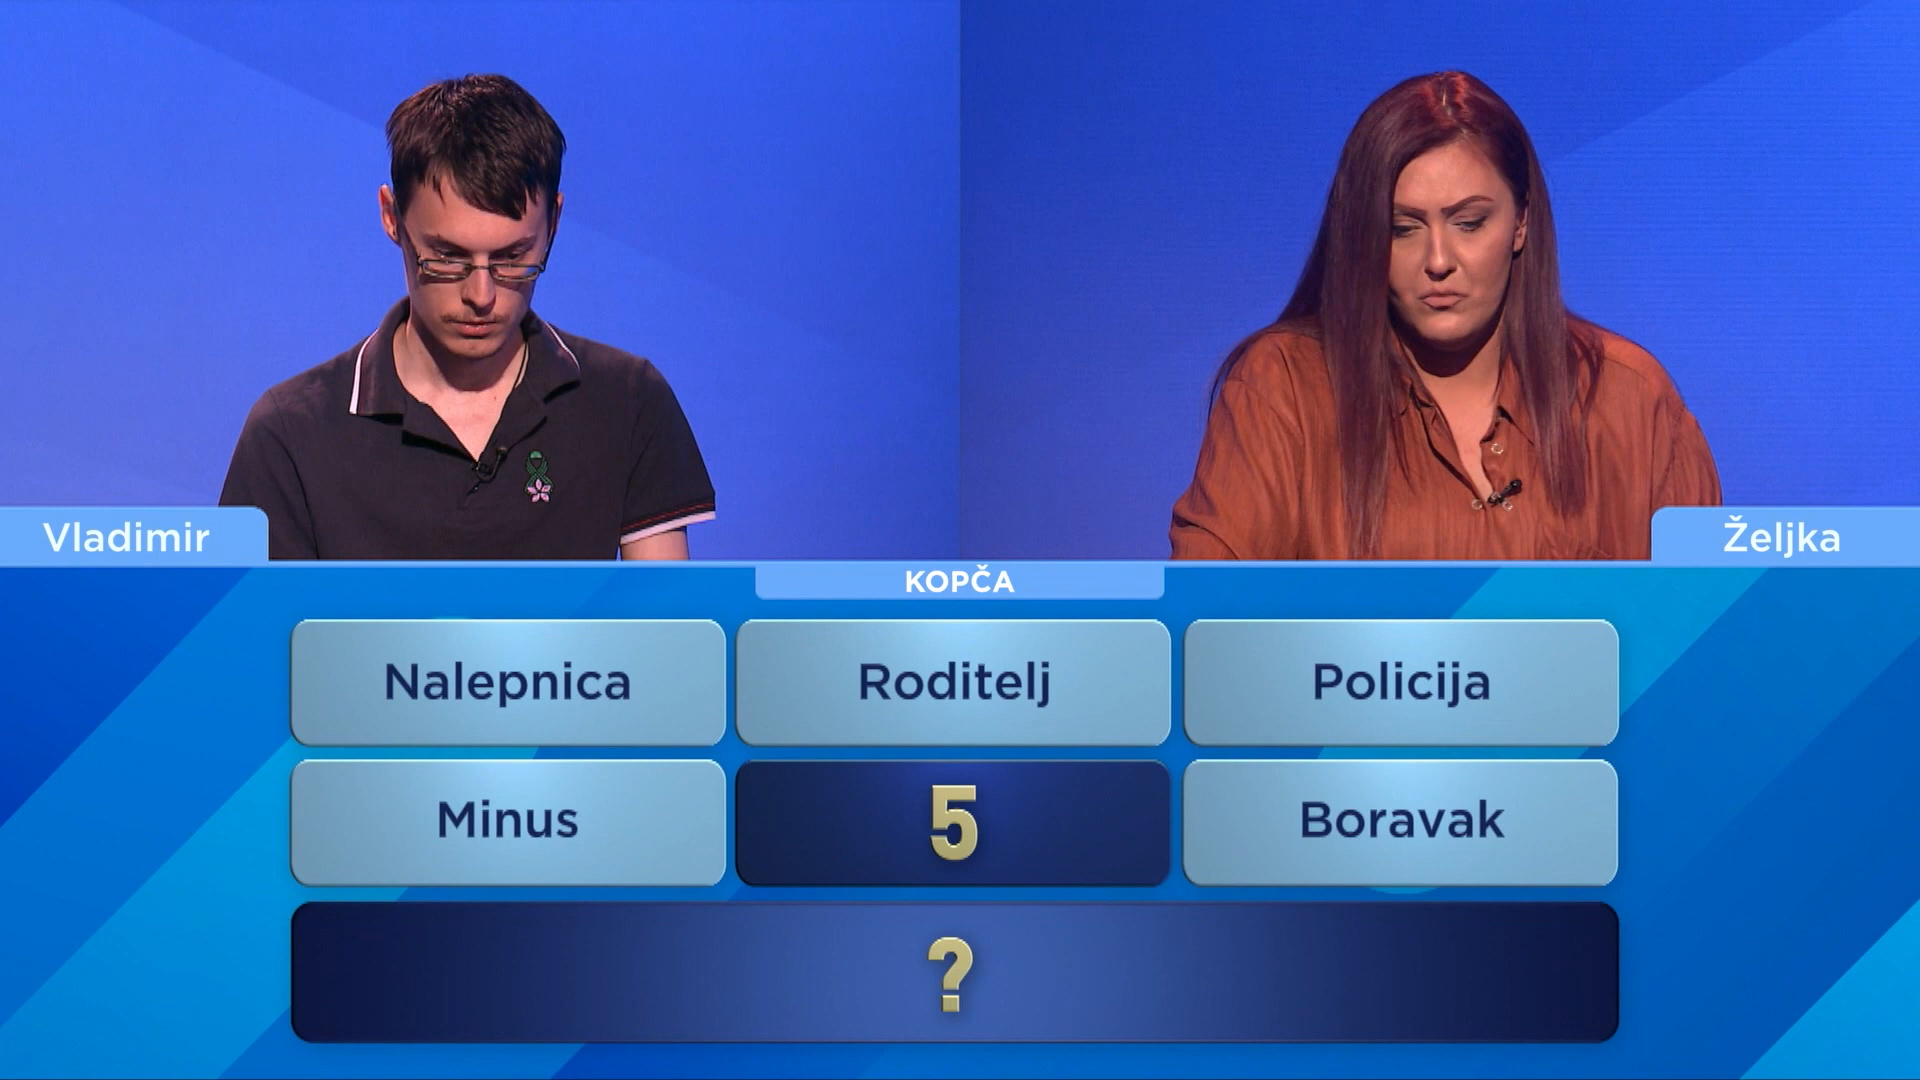 Vladimir
Željka
KOPČA
Nalepnica
Roditelj
Policija
Minus
5
Boravak
?